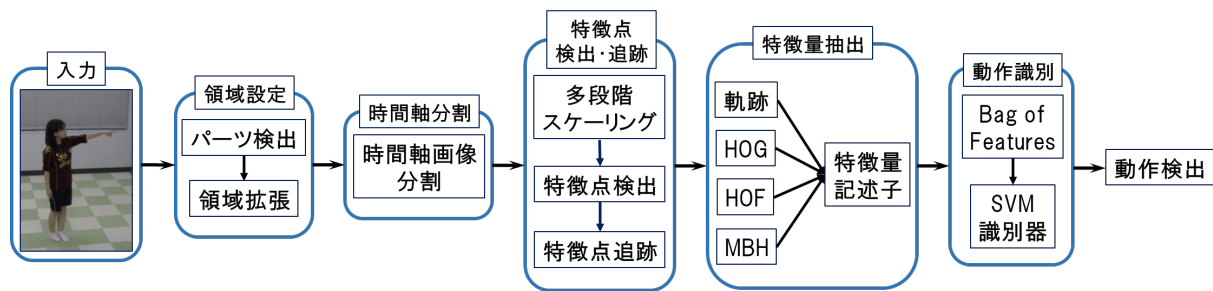 入力
領域設定
パーツ検出
領域拡張
時間軸分割
時間軸画像
分割
特徴点
検出・追跡
多段階
スケーリング
特徴点検出
特徴点追跡
特徴量抽出
軌跡
HOG
HOF
MBH
特徴量
記述子
動作識別
Bag of
Features
SVM
識別器
動作検出